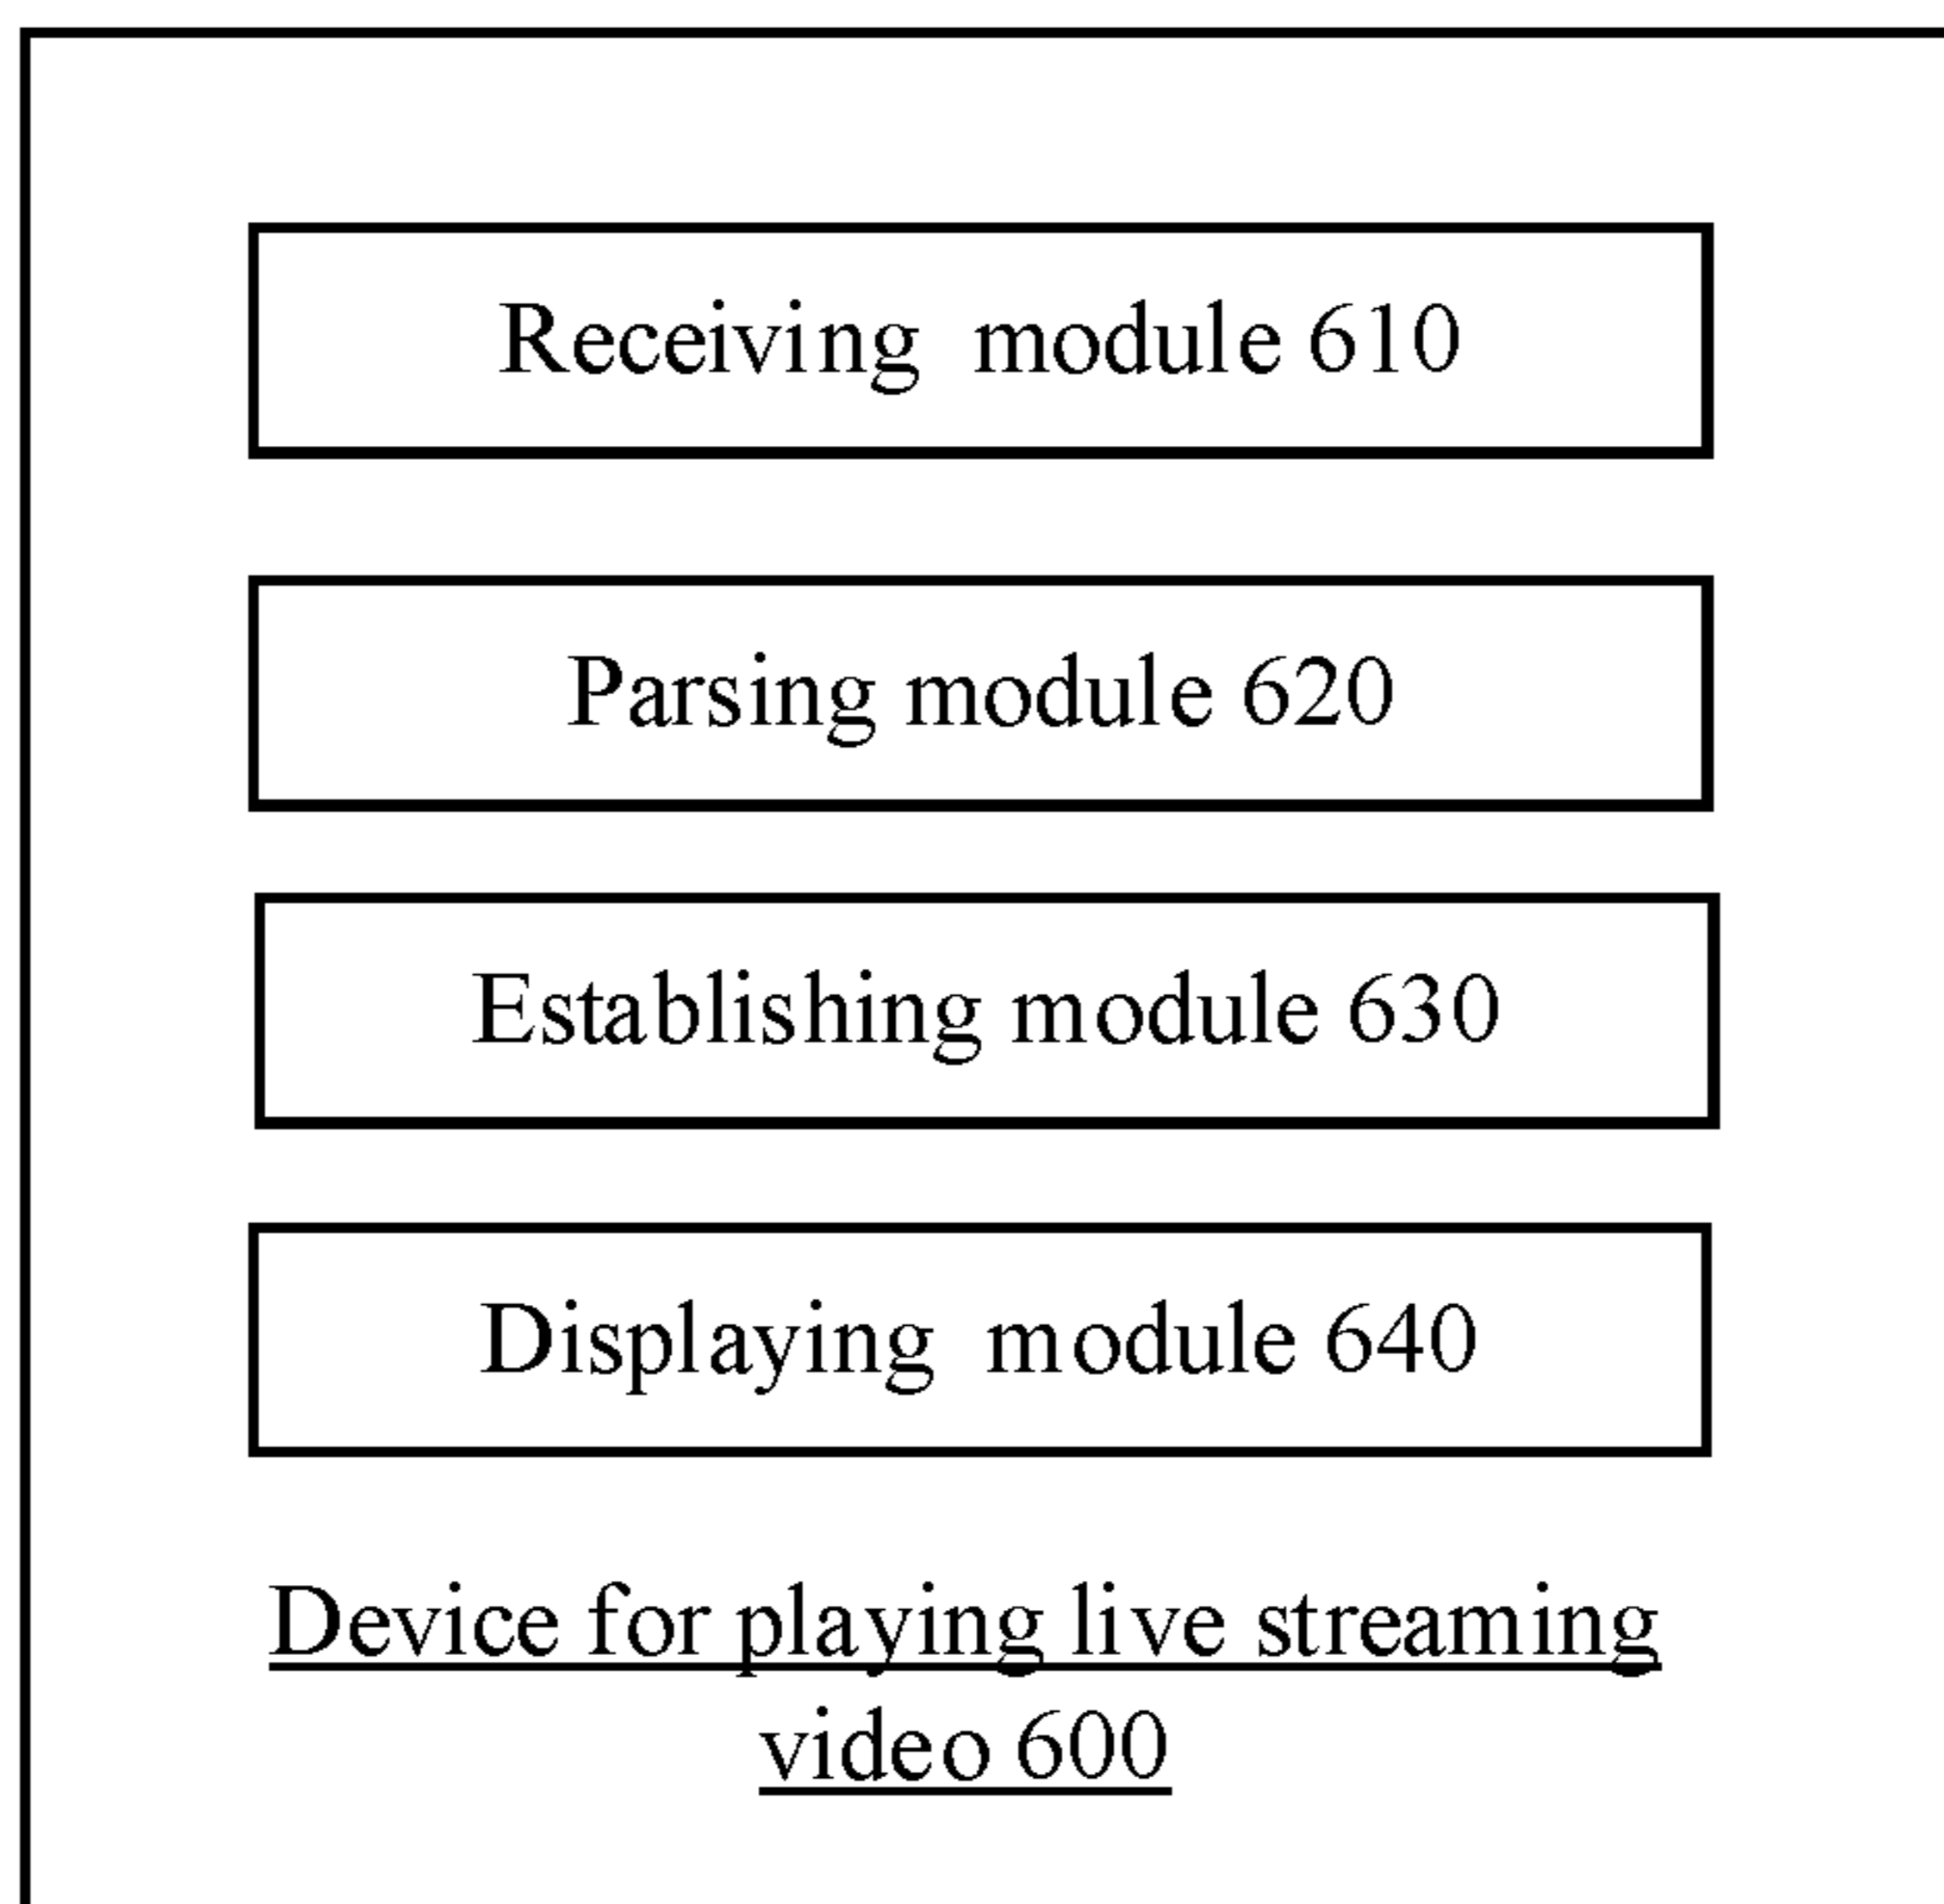 Receiving module 610
Parsing module 620
Establishing module 630
Displaying module 640
Device for playing live streaming
video 600